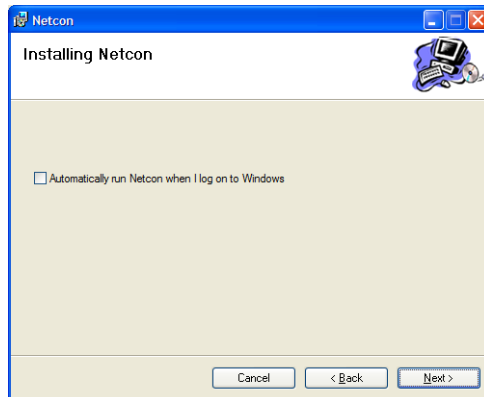 Netcon
Installing Netcon
Automatically run Netcon when I log on to Windows
Cancel
< Back
Next >